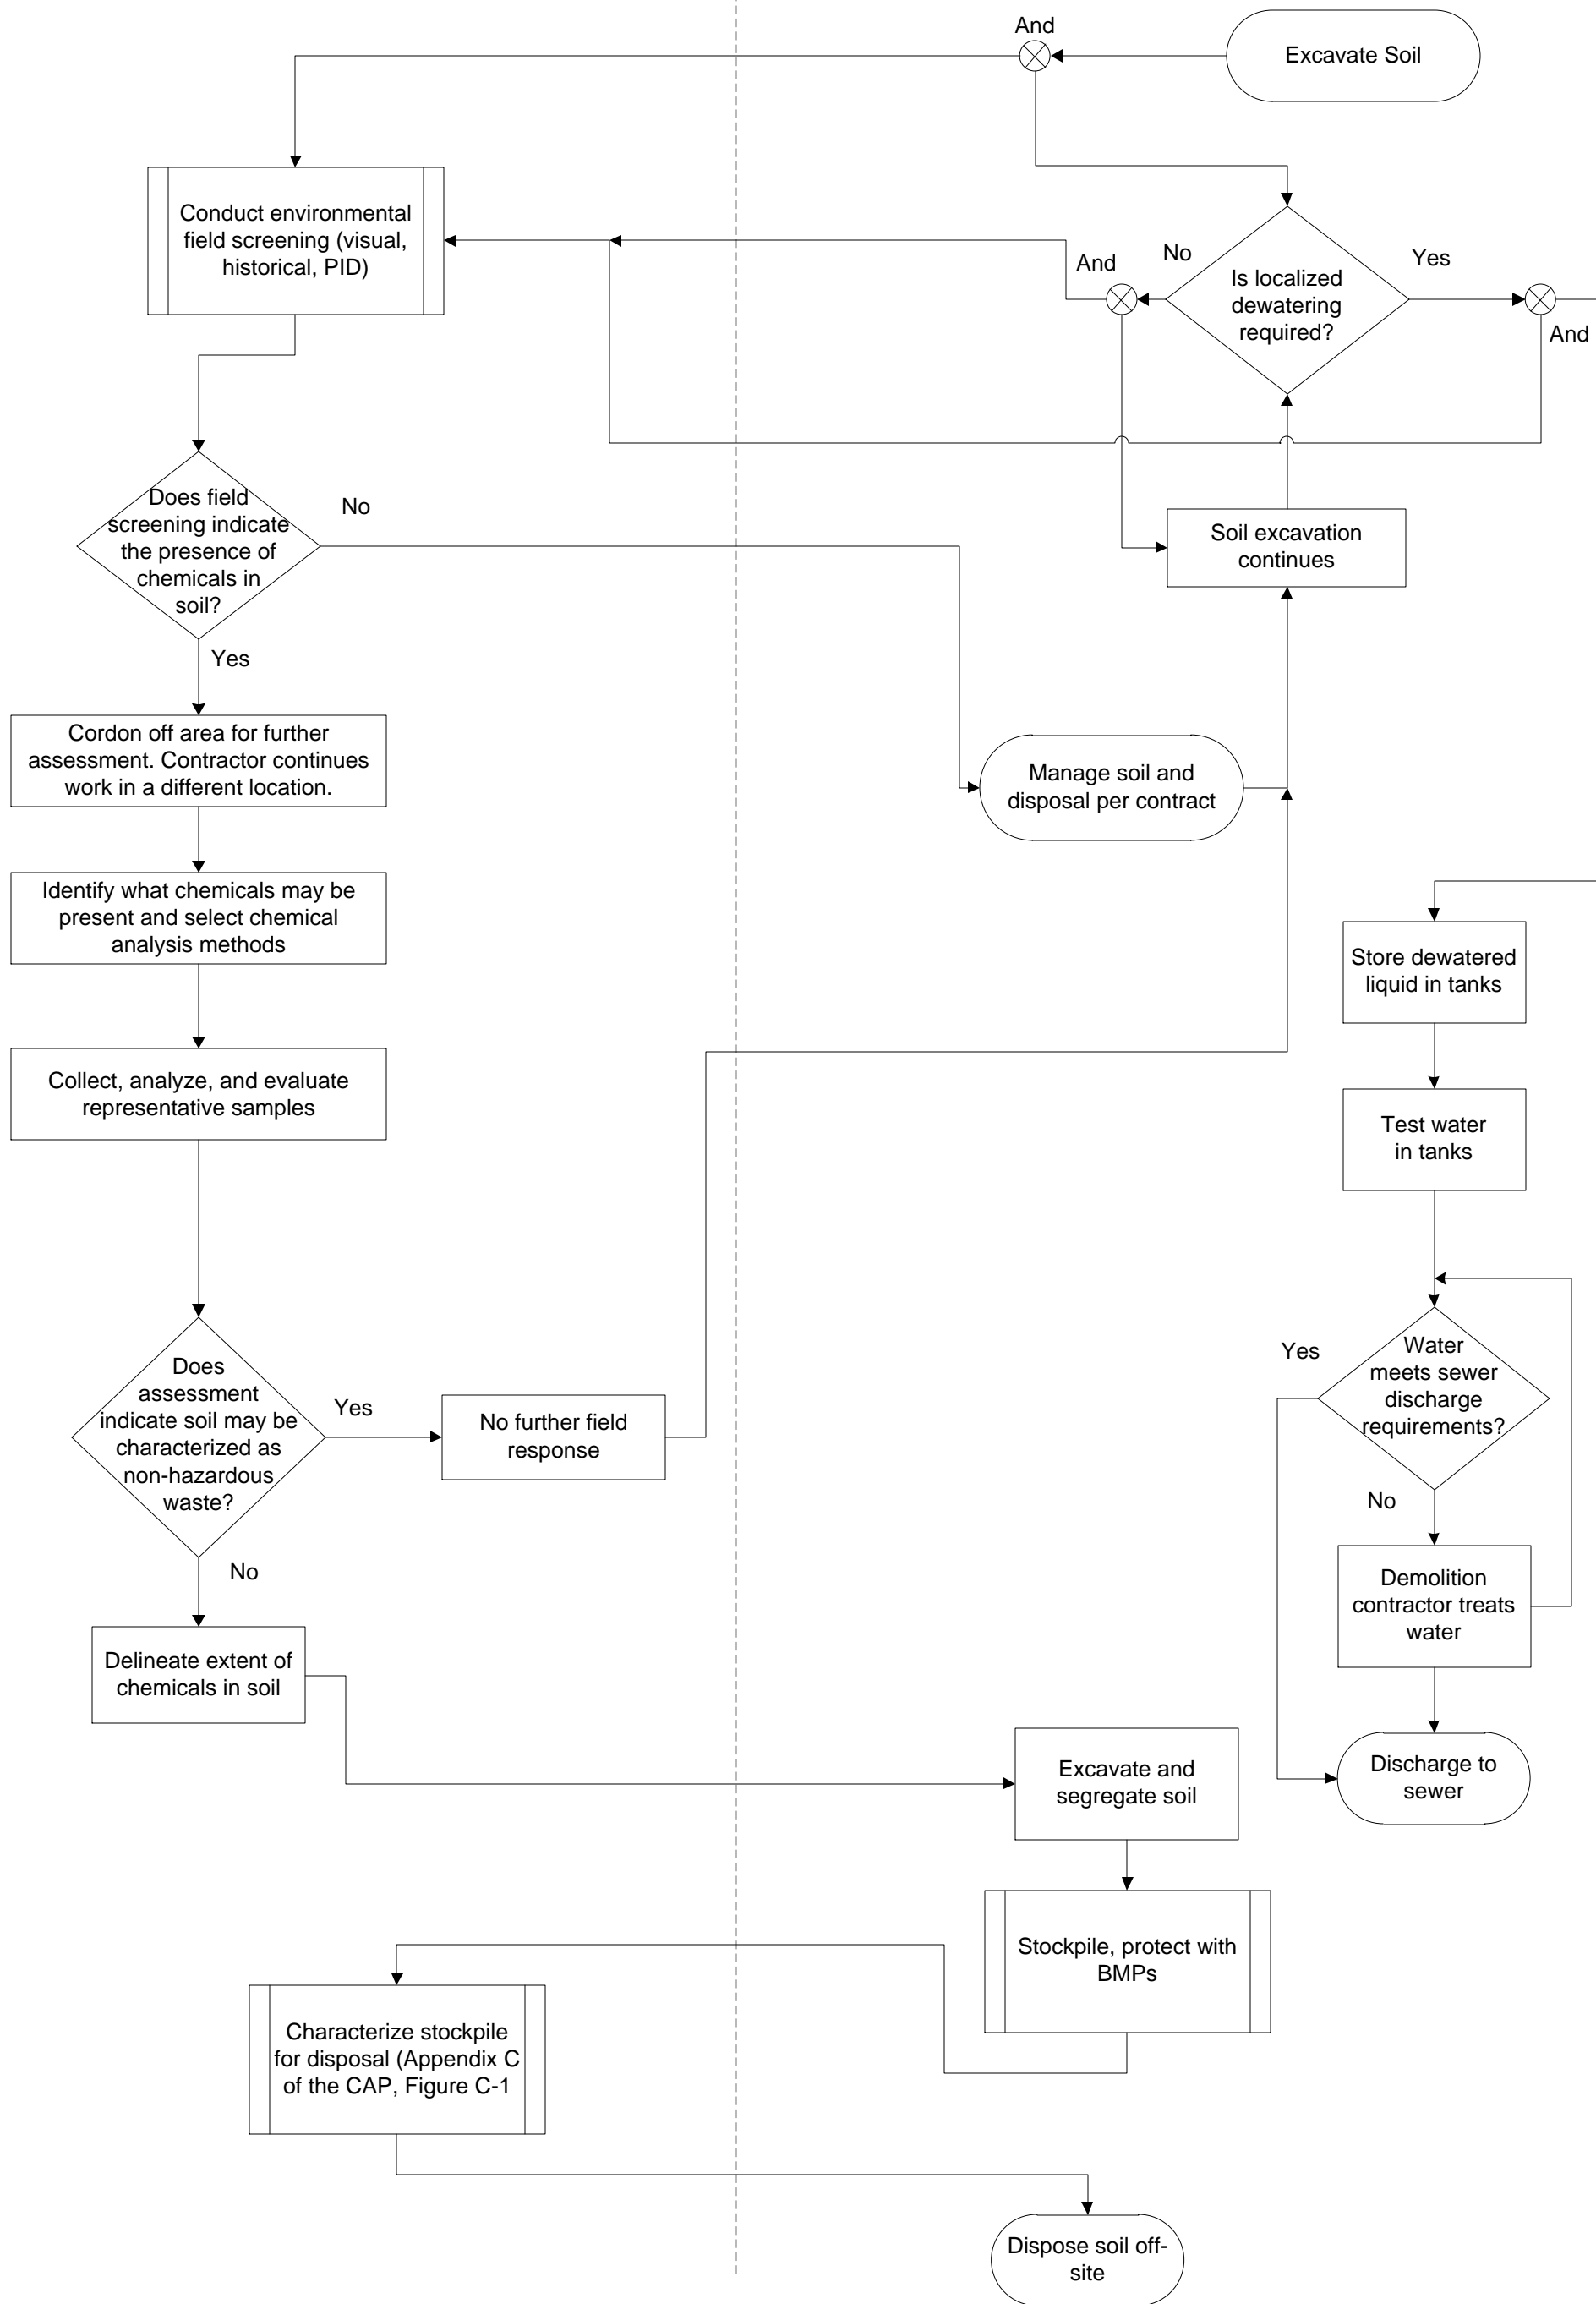 And
Excavate Soil
Conduct environmental
field screening (visual,
historical, PID)
And
No
Is localized
dewatering
required?
Yes
And
Does field
screening indicate
the presence of
chemicals in
soil?
No
Yes
Soil excavation
continues
Cordon off area for further
assessment. Contractor continues
work in a different location.
Manage soil and
disposal per contract
Identify what chemicals may be
present and select chemical
analysis methods
Store dewatered
liquid in tanks
Collect, analyze, and evaluate
representative samples
Test water
in tanks
Does
assessment
indicate soil may be
characterized as
non-hazardous
waste?
Yes
No further field
response
No
Yes
Water
meets sewer
discharge
requirements?
No
Demolition
contractor treats
water
Delineate extent of
chemicals in soil
Excavate and
segregate soil
Discharge to
sewer
Stockpile, protect with
BMPs
Characterize stockpile
for disposal (Appendix C
of the CAP, Figure C-1
Dispose soil off-
site